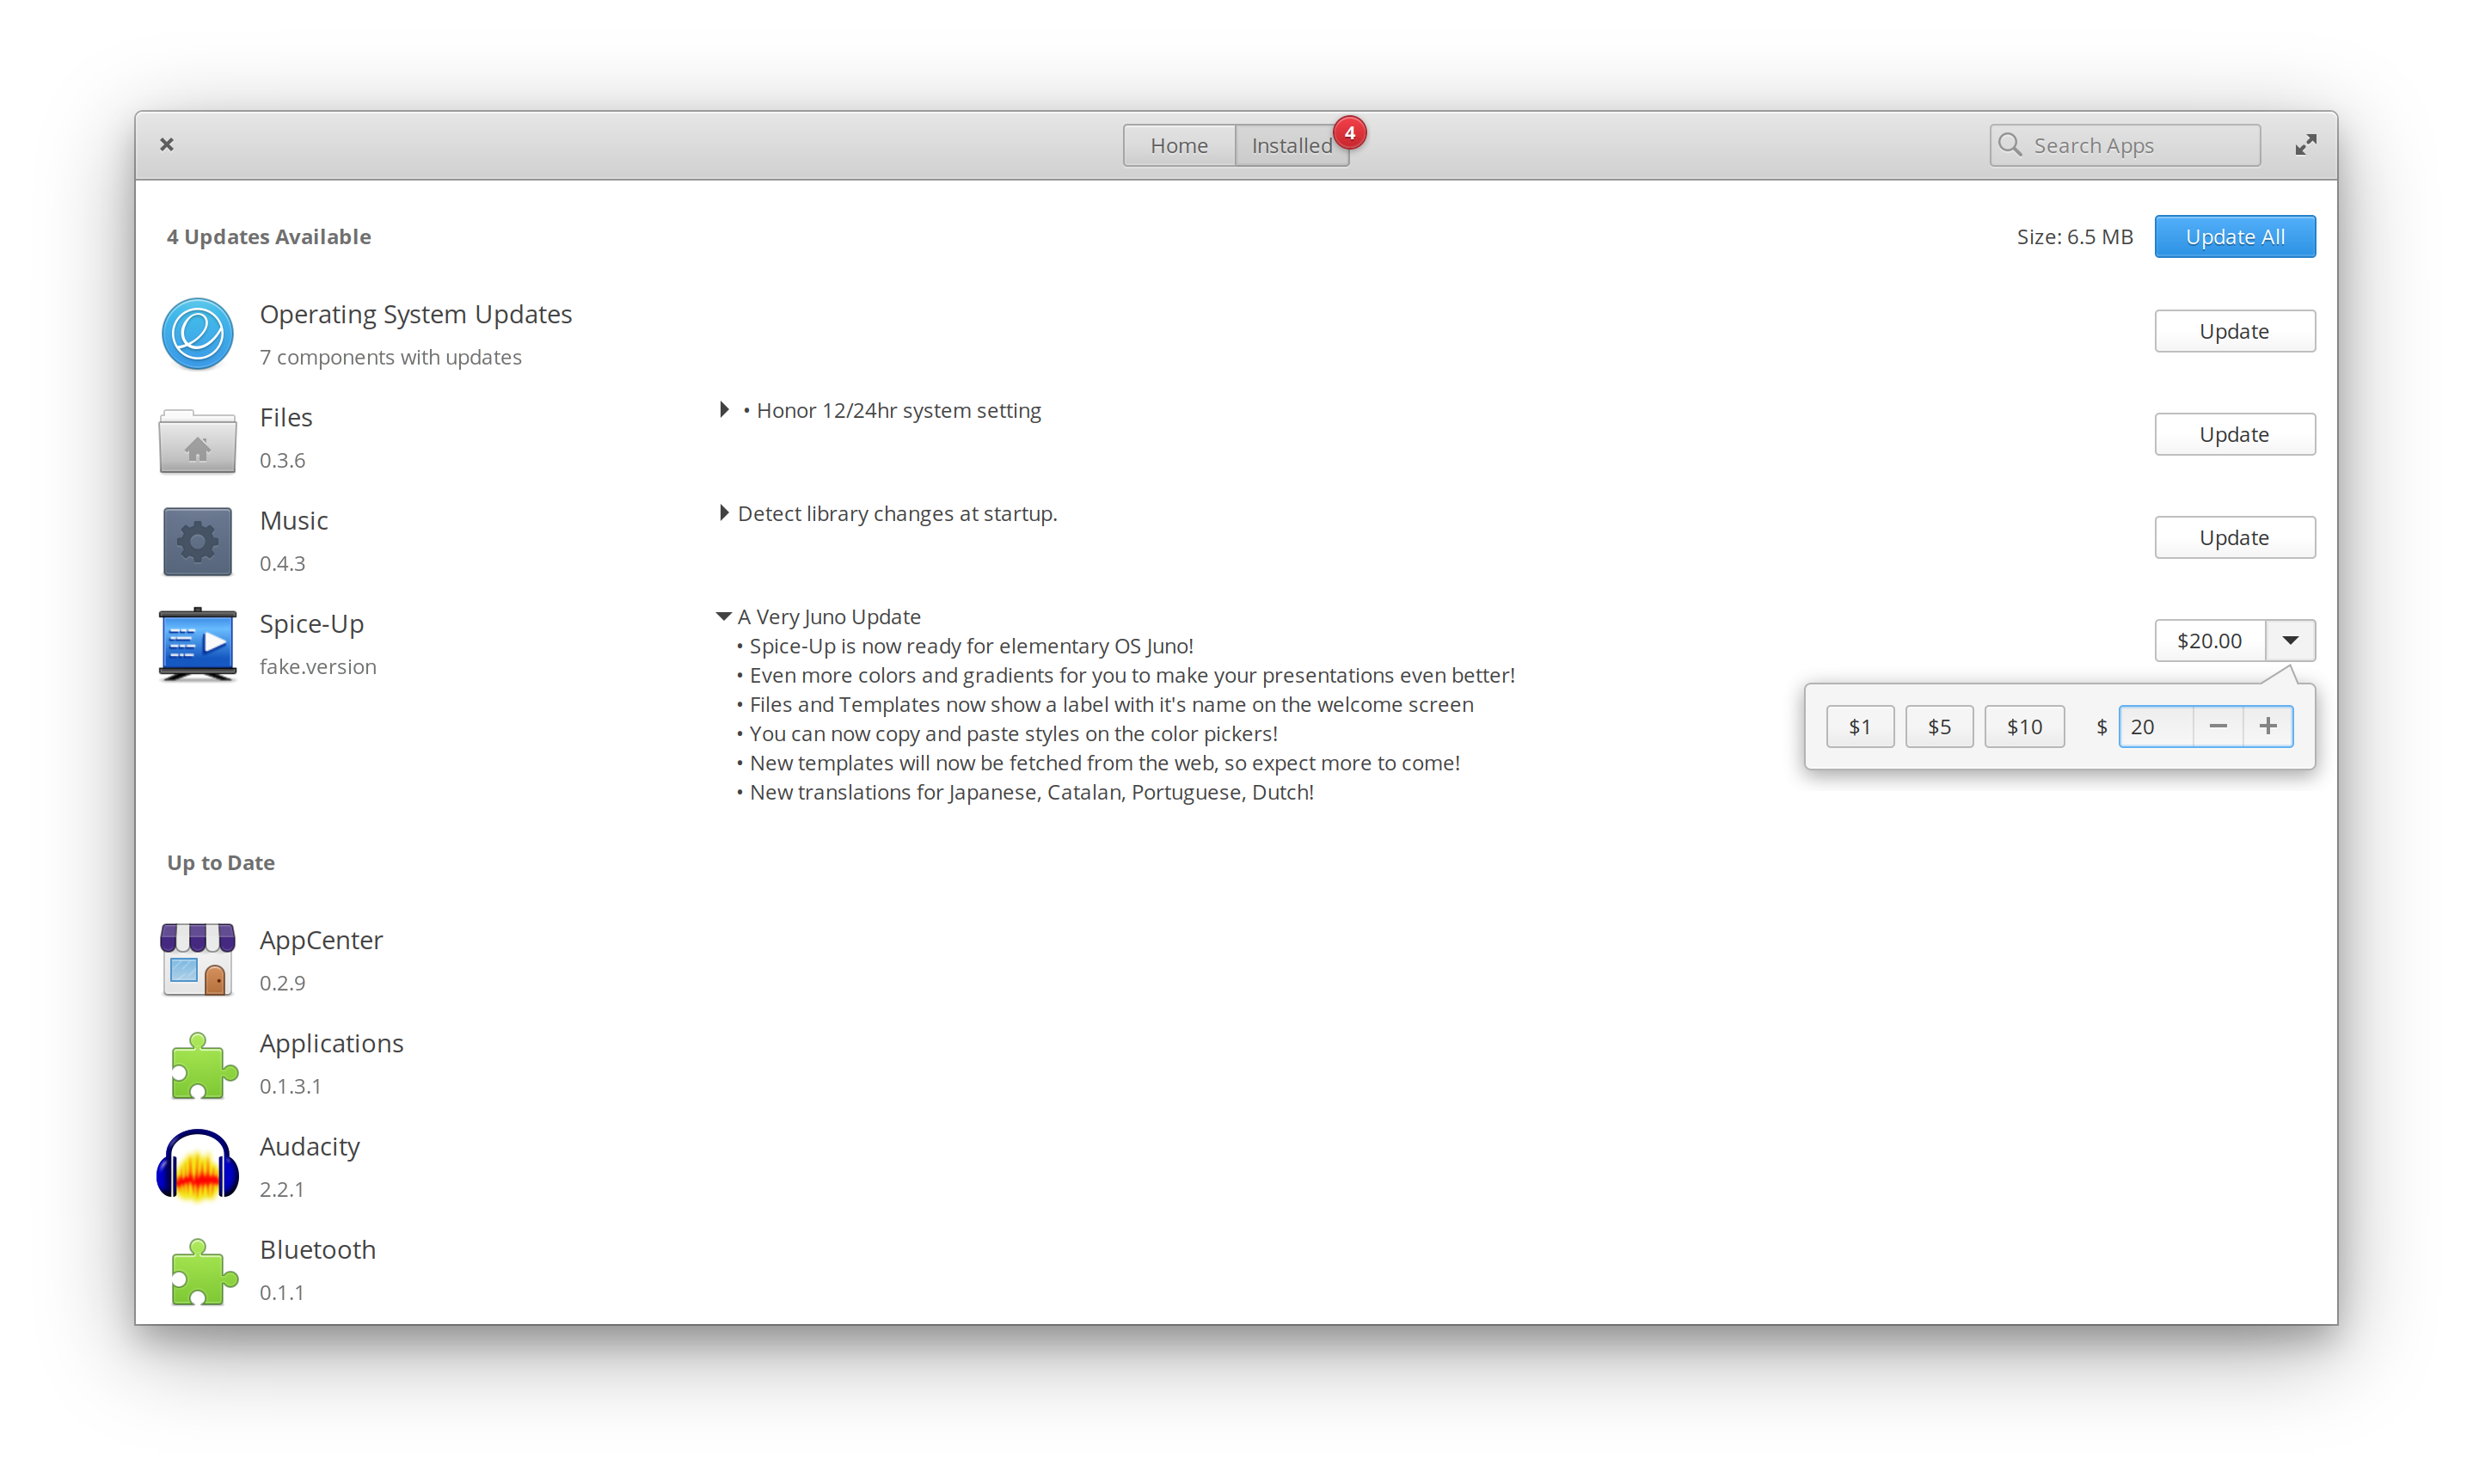 Home
Installed
4
Search Apps
4 Updates Available
Size: 6.5 MB
Update All
Operating System Updates
7 components with updates
Update
Files
0.3.6
• Honor 12/24hr system setting
Update
Music
0.4.3
Detect library changes at startup.
Update
Spice-Up
fake.version
A Very Juno Update
• Spice-Up is now ready for elementary OS Juno!
• Even more colors and gradients for you to make your presentations even better!
• Files and Templates now show a label with it's name on the welcome screen
• You can now copy and paste styles on the color pickers!
• New templates will now be fetched from the web, so expect more to come!
• New translations for Japanese, Catalan, Portuguese, Dutch!
$20.00
$1
$5
$10
$ 20
Up to Date
AppCenter
0.2.9
Applications
0.1.3.1
Audacity
2.2.1
Bluetooth
0.1.1